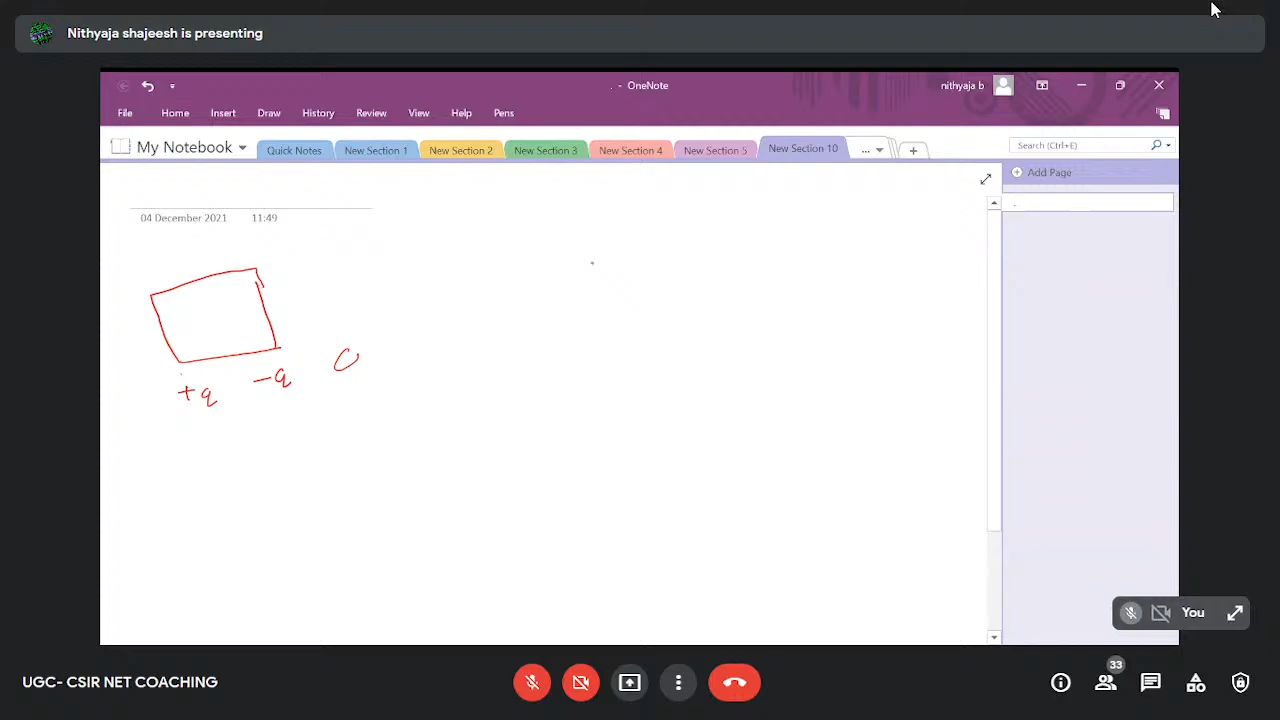 Nithyaja shajeesh is presenting
. - OneNote
nithyaja b
File Home Insert Draw History Review View Help Pens
My Notebook
Quick Notes New Section 1 New Section 2 New Section 3 New Section 4 New Section 5 New Section 10 ... +
Search (Ctrl+E)
Add Page
.
04 December 2021 11:49
+q -q
You
33
UGC- CSIR NET COACHING